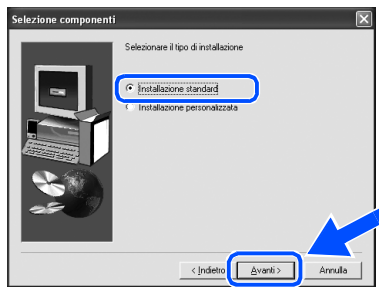 Selezione componenti
Selezionare il tipo di installazione
Installazione standard
Installazione personalizzata
< Indietro
Avanti >
Annulla